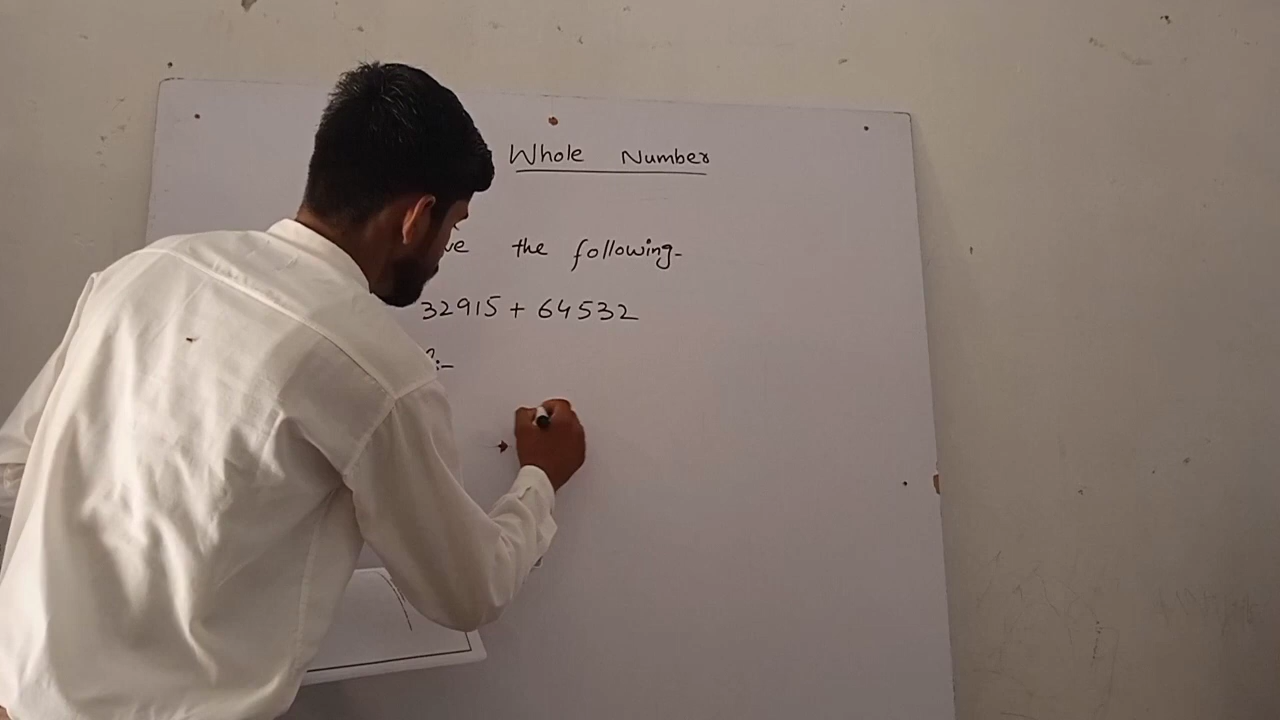 Whole Number
the following-
32915 + 64532
:-